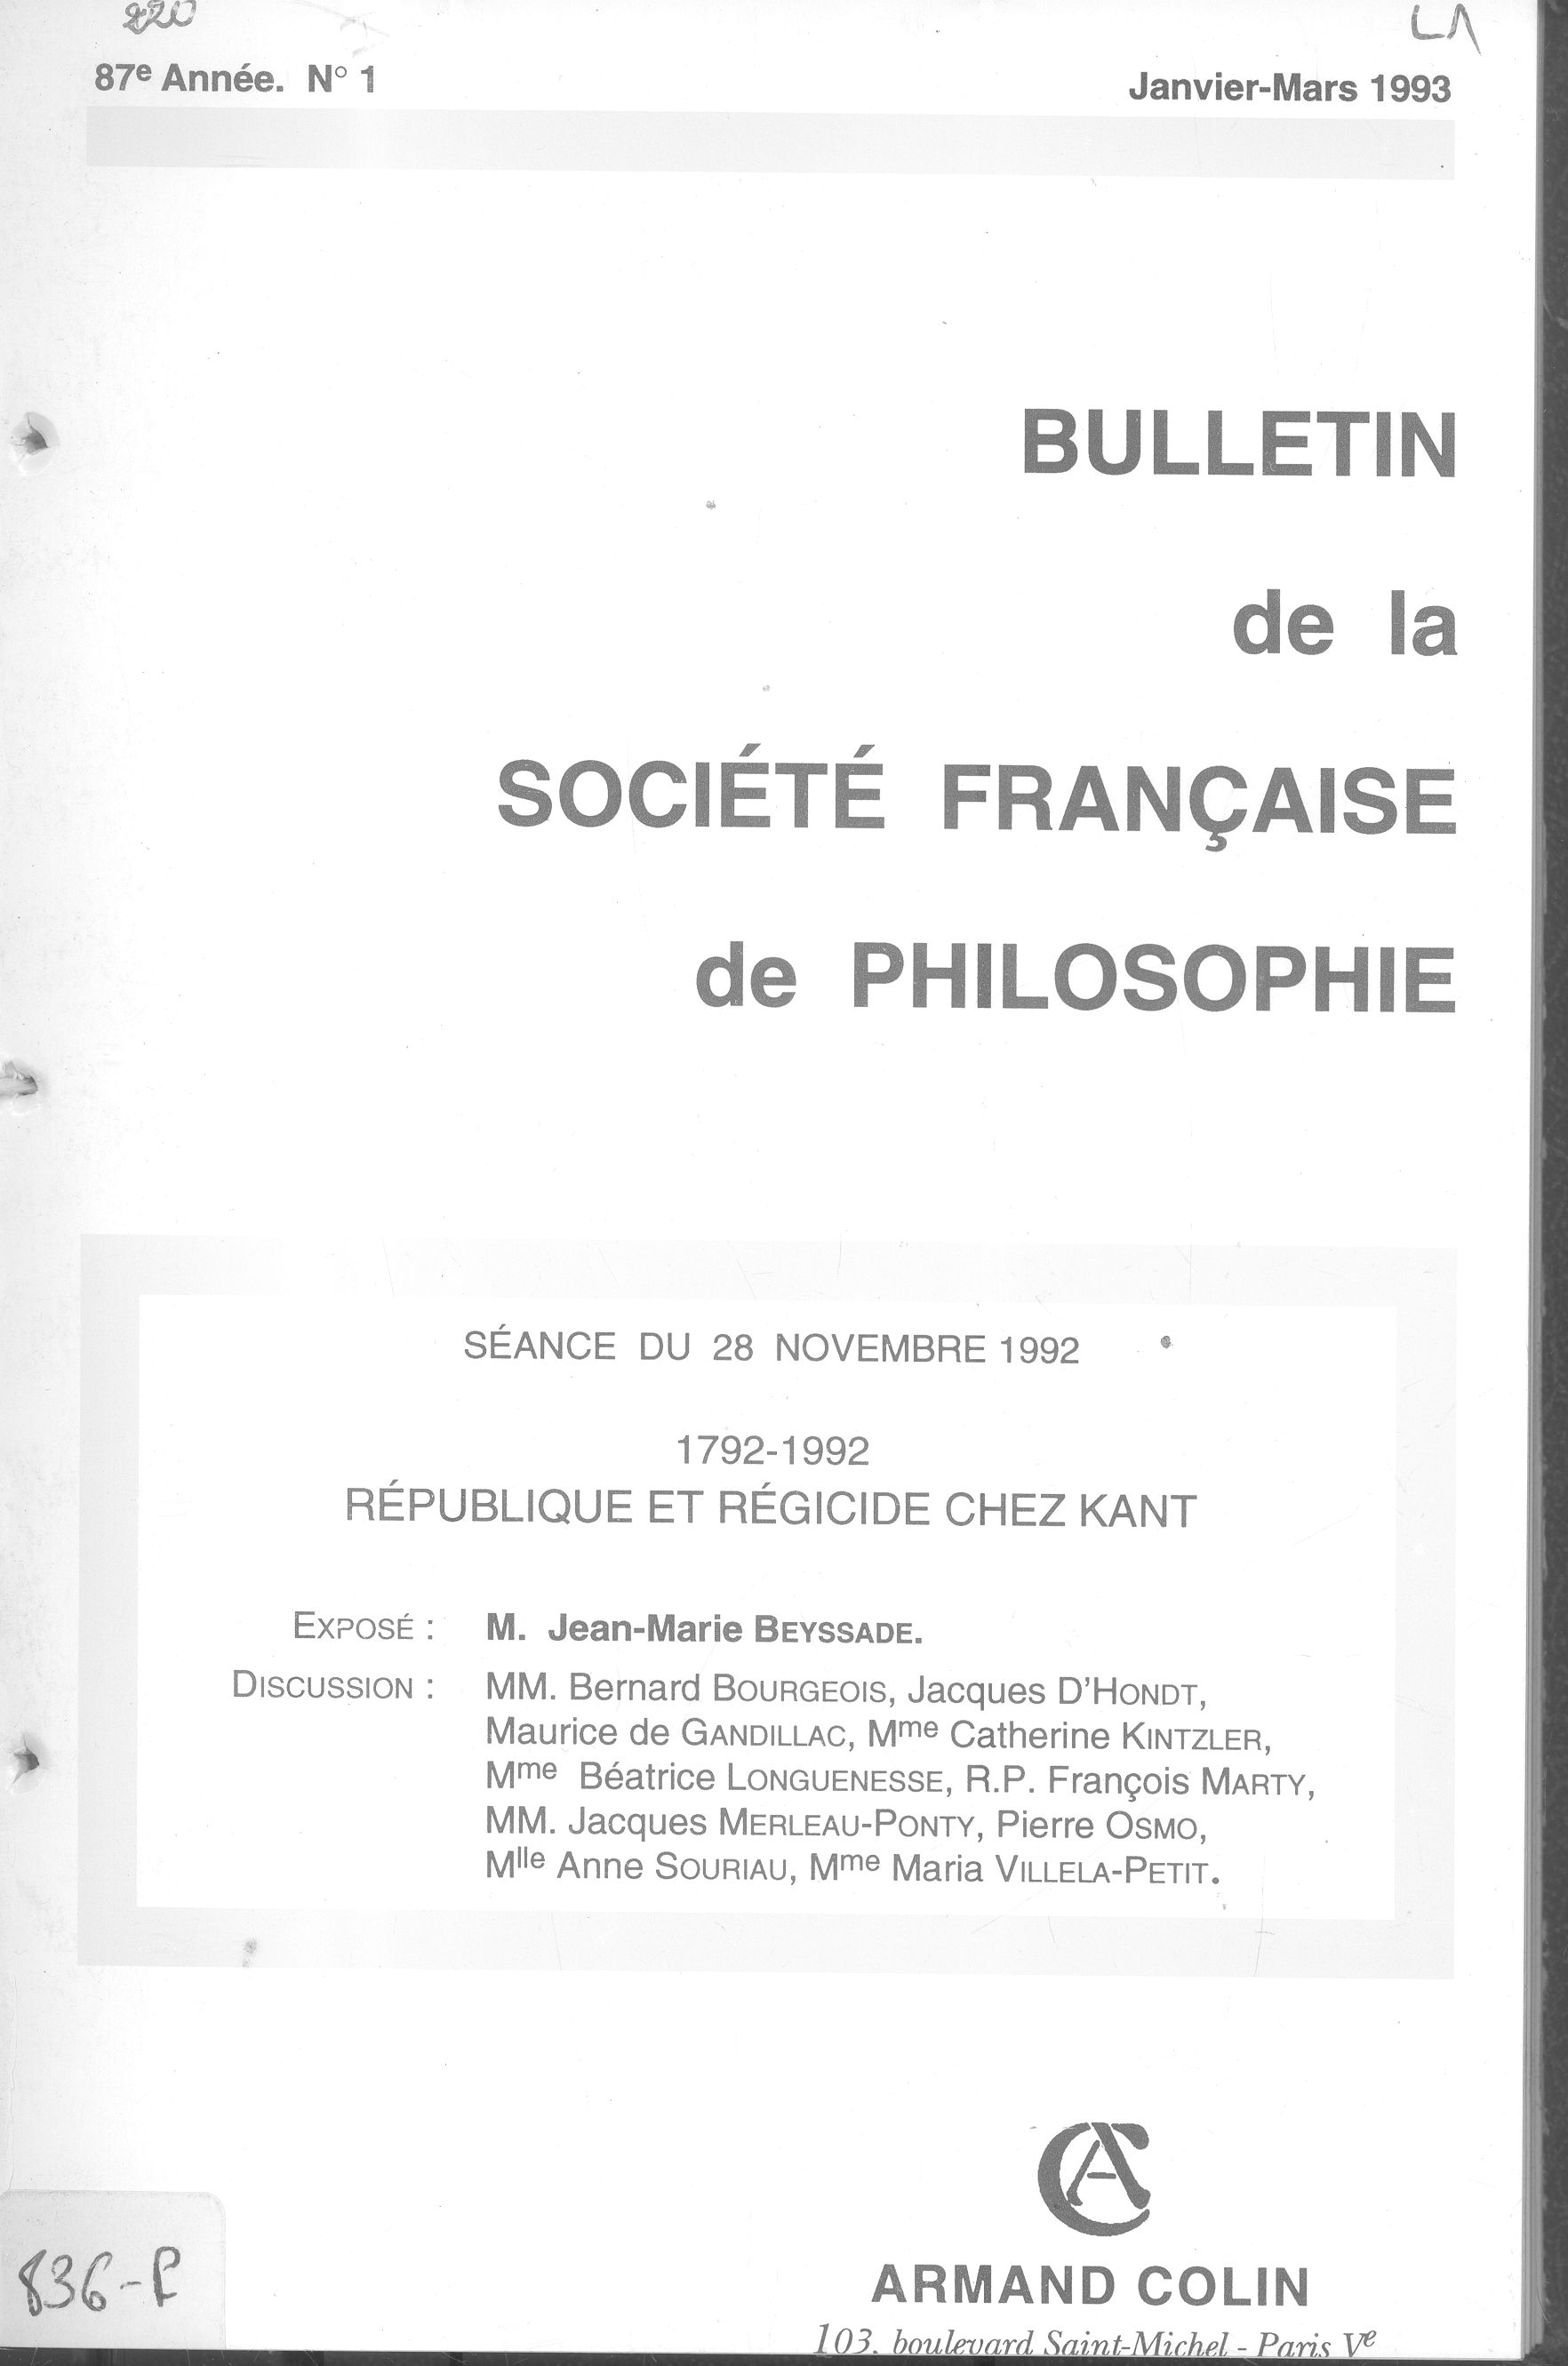 220
87e Année. N° 1
Janvier-Mars 1993
BULLETIN
de la
SOCIÉTÉ FRANÇAISE
de PHILOSOPHIE
SÉANCE DU 28 NOVEMBRE 1992
1792-1992
RÉPUBLIQUE ET RÉGICIDE CHEZ KANT
EXPOSÉ : M. Jean-Marie BEYSSADE.
DISCUSSION : MM. Bernard BOURGEOIS, Jacques D'HONDT,
Maurice de GANDILLAC, Mme Catherine KINTZLER,
Mme Béatrice LONGUENESSE, R.P. François MARTY,
MM. Jacques MERLEAU-PONTY, Pierre OSMO,
Mlle Anne SOURIAU, Mme Maria VILLELA-PETIT.
ARMAND COLIN
103, boulevard Saint-Michel - Paris Ve
836-P